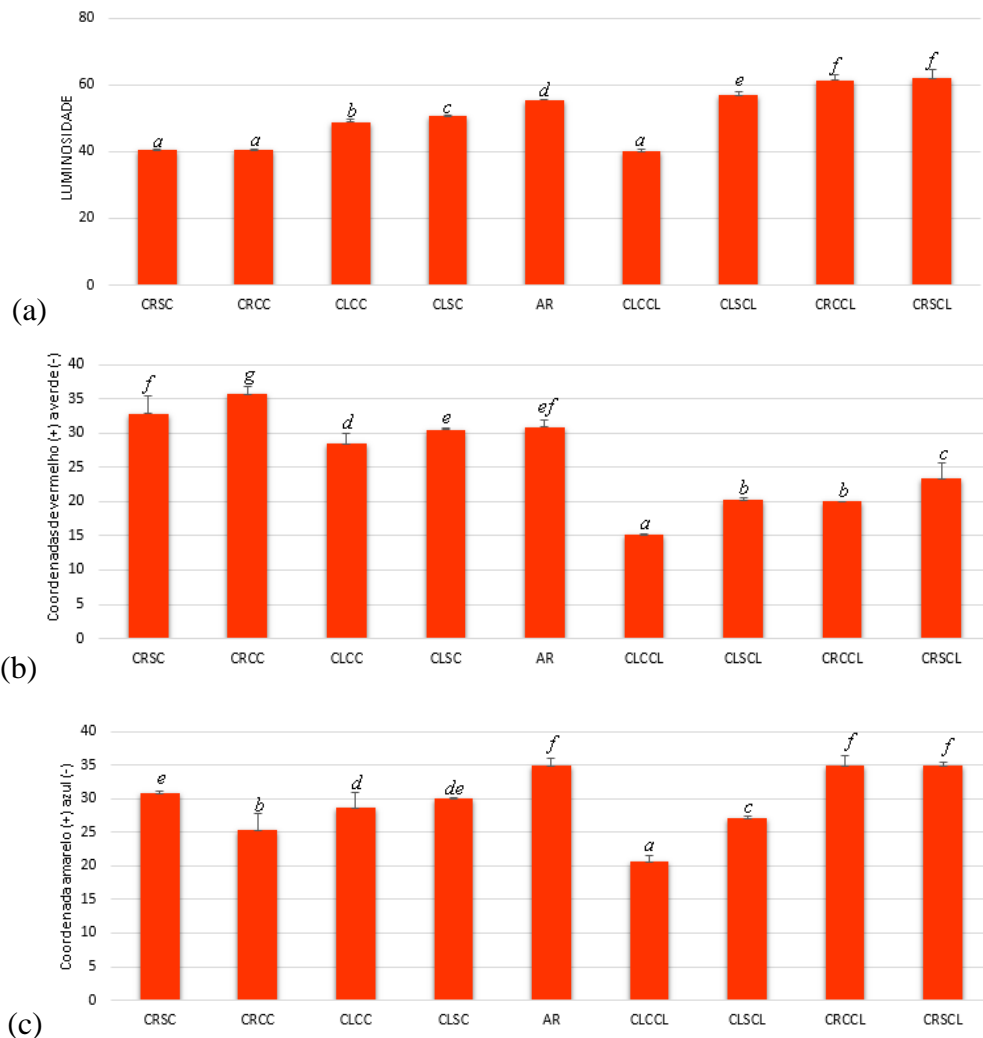 80
60
40
20
0
LUMINOSIDADE
a
a
b
c
d
a
e
f
f
CRSC CRCC CLCC CLSC AR CLCCL CLSCL CRCCL CRSCL
(a)
40
35
30
25
20
15
10
5
0
Coordenadas de vermelho (+) a verde (-)
f
g
d
e
ef
a
b
b
c
CRSC CRCC CLCC CLSC AR CLCCL CLSCL CRCCL CRSCL
(b)
40
35
30
25
20
15
10
5
0
Coordenada amarelo (+) azul (-)
e
b
d
de
f
a
c
f
f
CRSC CRCC CLCC CLSC AR CLCCL CLSCL CRCCL CRSCL
(c)